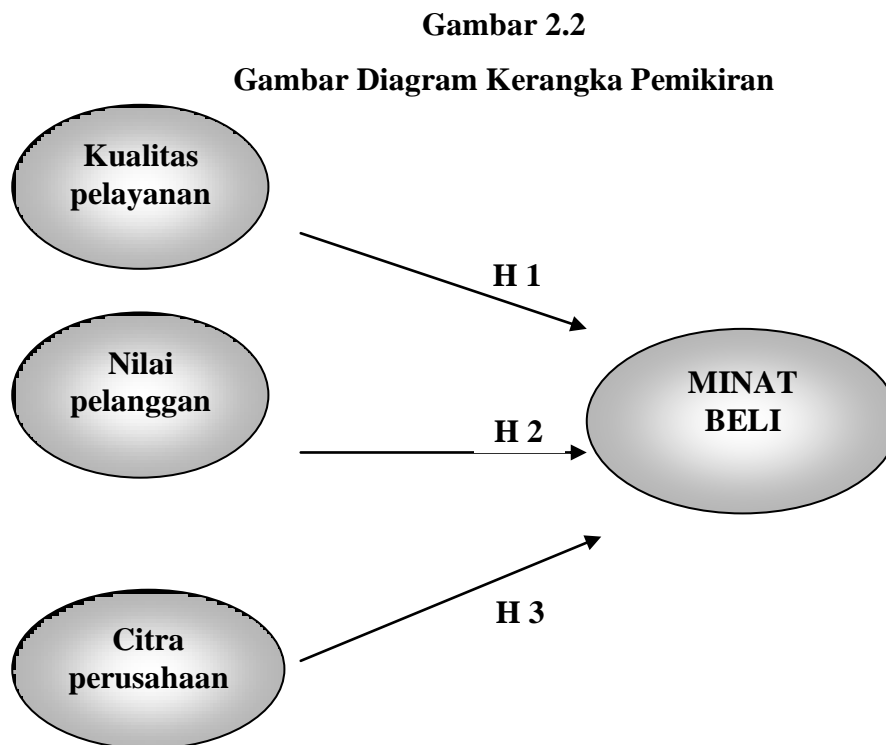 Gambar 2.2
Gambar Diagram Kerangka Pemikiran
Kualitas
pelayanan
H 1
Nilai
pelanggan
MINAT
BELI
H 2
H 3
Citra
perusahaan